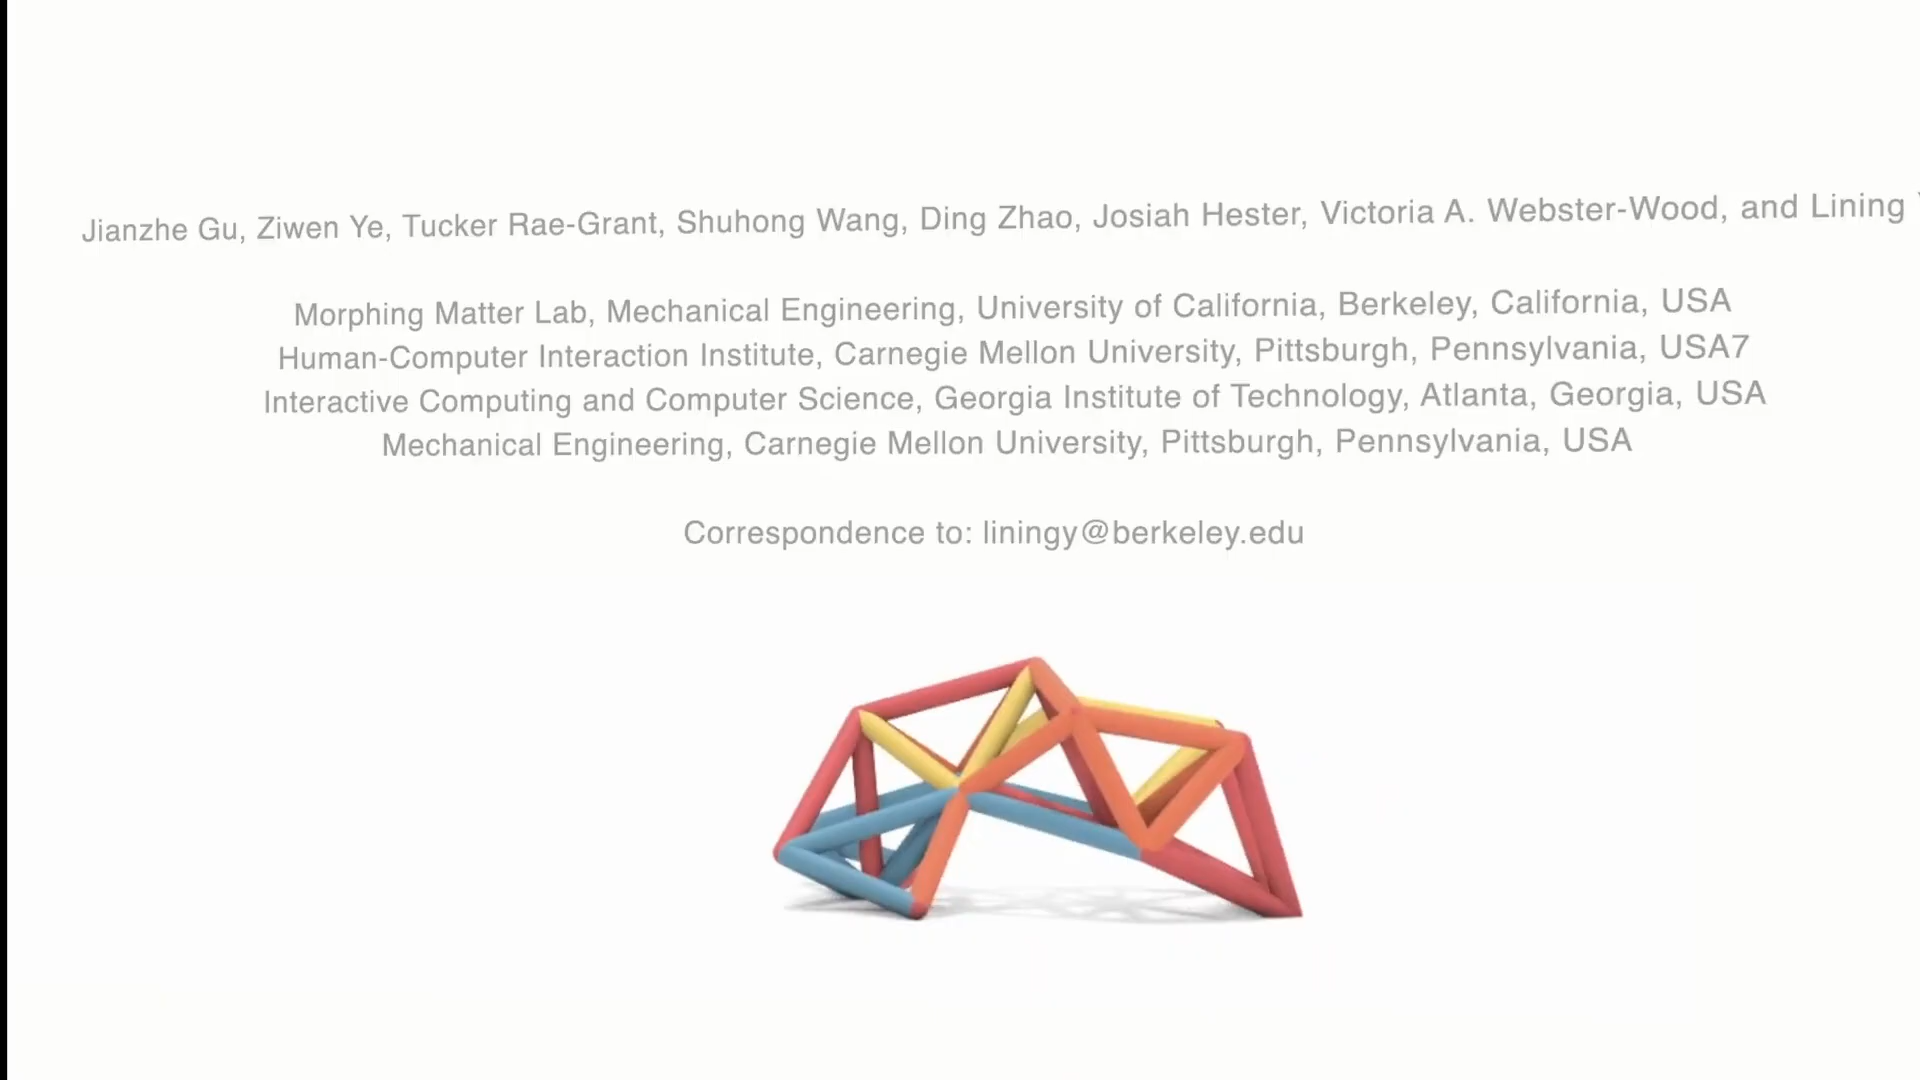 Jianzhe Gu, Ziwen Ye, Tucker Rae-Grant, Shuhong Wang, Ding Zhao, Josiah Hester, Victoria A. Webster-Wood, and Lining
Morphing Matter Lab, Mechanical Engineering, University of California, Berkeley, California, USA
Human-Computer Interaction Institute, Carnegie Mellon University, Pittsburgh, Pennsylvania, USA7
Interactive Computing and Computer Science, Georgia Institute of Technology, Atlanta, Georgia, USA
Mechanical Engineering, Carnegie Mellon University, Pittsburgh, Pennsylvania, USA
Correspondence to: liningy@berkeley.edu